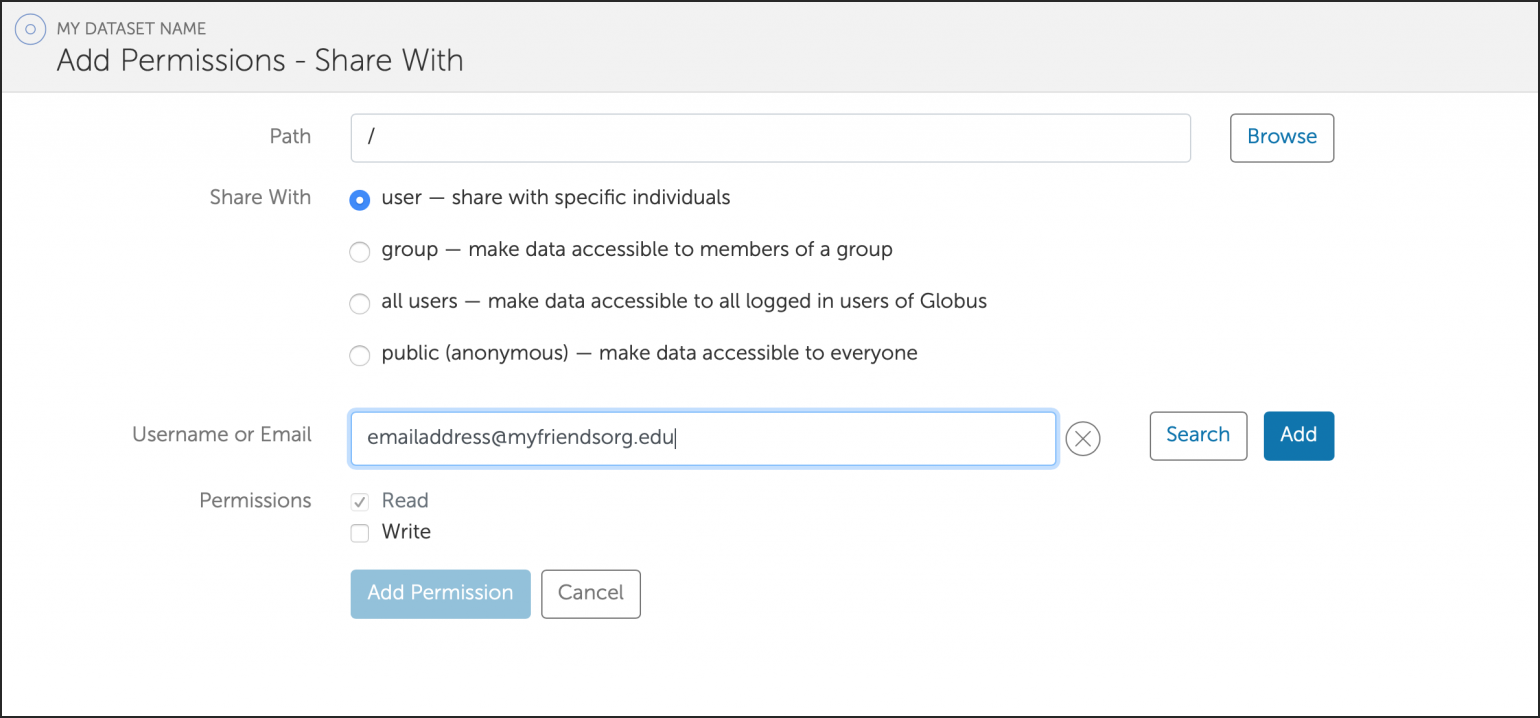 MY DATASET NAME
Add Permissions - Share With
Path / Browse
Share With user — share with specific individuals
group — make data accessible to members of a group
all users — make data accessible to all logged in users of Globus
public (anonymous) — make data accessible to everyone
Username or Email emailaddress@myfriendsorg.edu Search Add
Permissions Read
Write
Add Permission Cancel